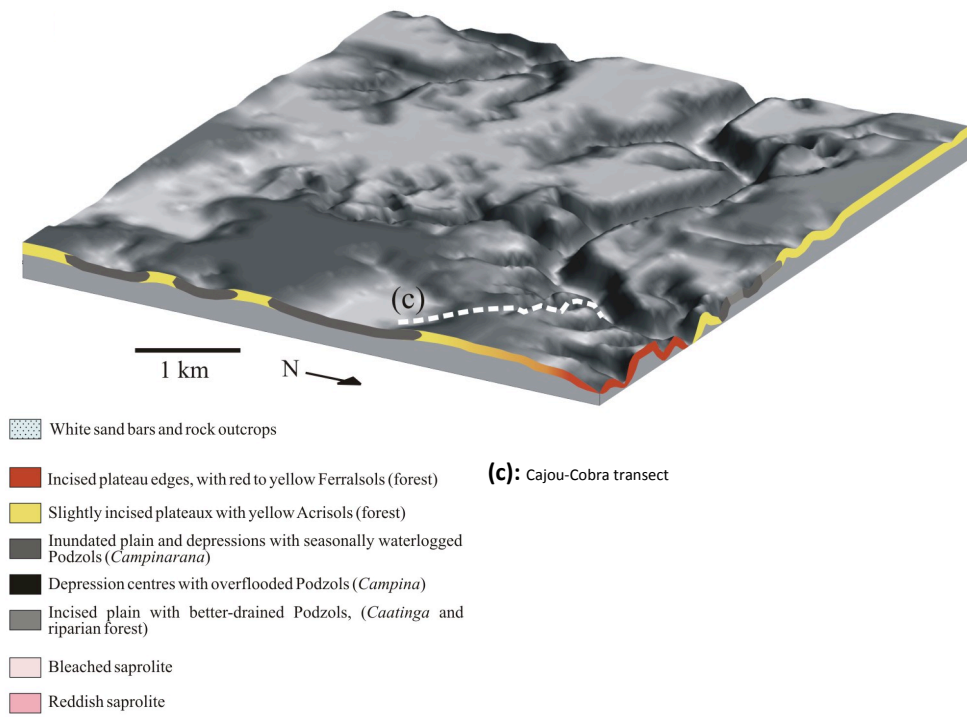 (c)
1 km
N
White sand bars and rock outcrops
Incised plateau edges, with red to yellow Ferralsols (forest)
(c): Cajou-Cobra transect
Slightly incised plateaux with yellow Acrisols (forest)
Inundated plain and depressions with seasonally waterlogged
Podzols (Campinarana)
Depression centres with overflooded Podzols (Campina)
Incised plain with better-drained Podzols, (Caatinga and
riparian forest)
Bleached saprolite
Reddish saprolite